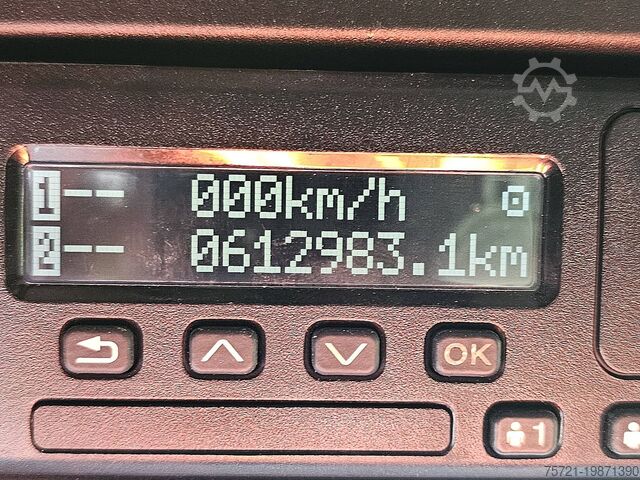 1-- 000km/h
2-- 0612983.1km
OK
1
75721-19871390